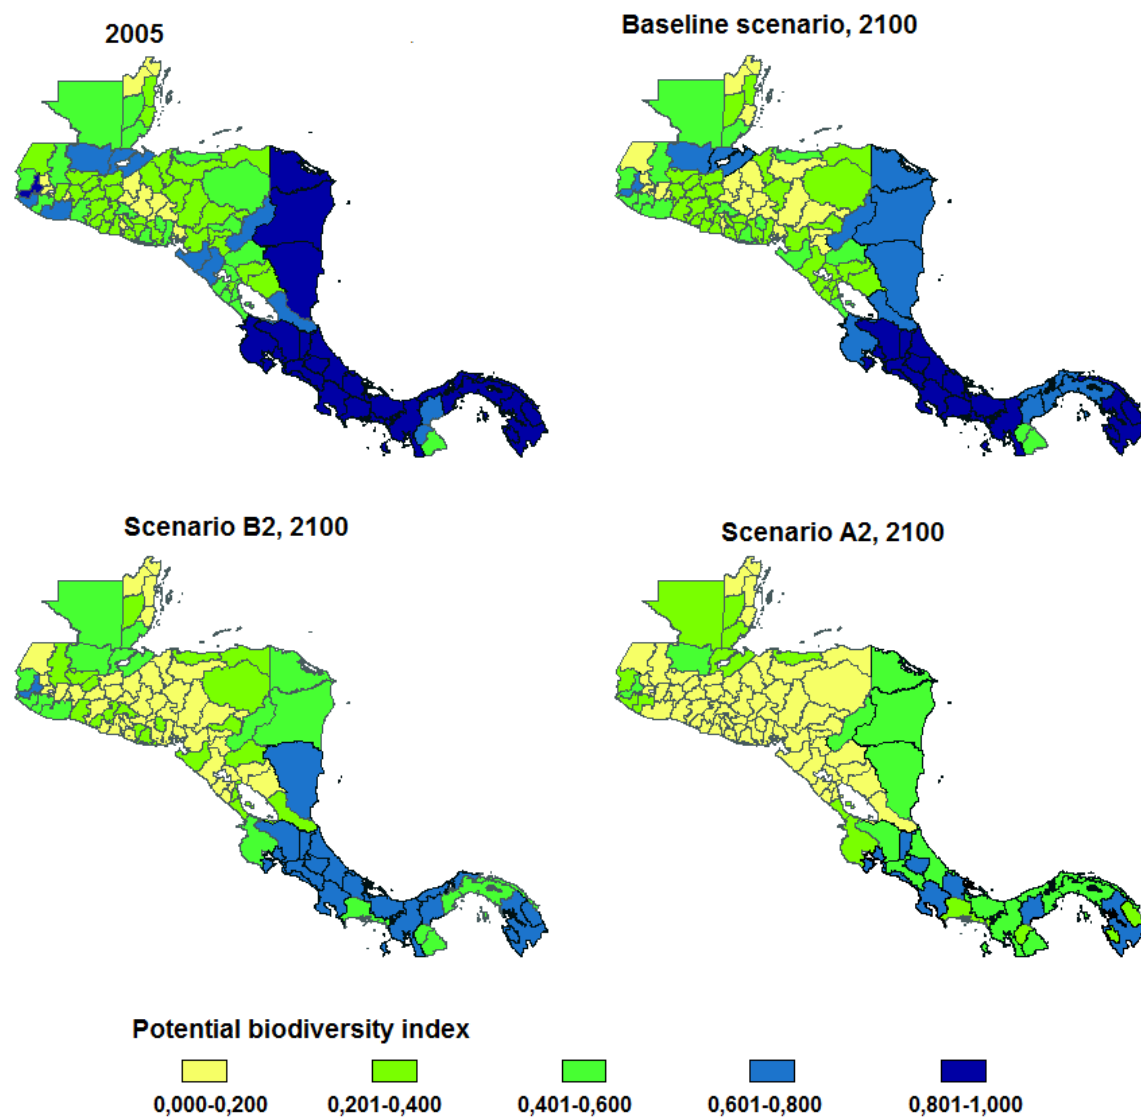 2005
Baseline scenario, 2100
Scenario B2, 2100
Scenario A2, 2100
Potential biodiversity index
0,000-0,200
0,201-0,400
0,401-0,600
0,601-0,800
0,801-1,000